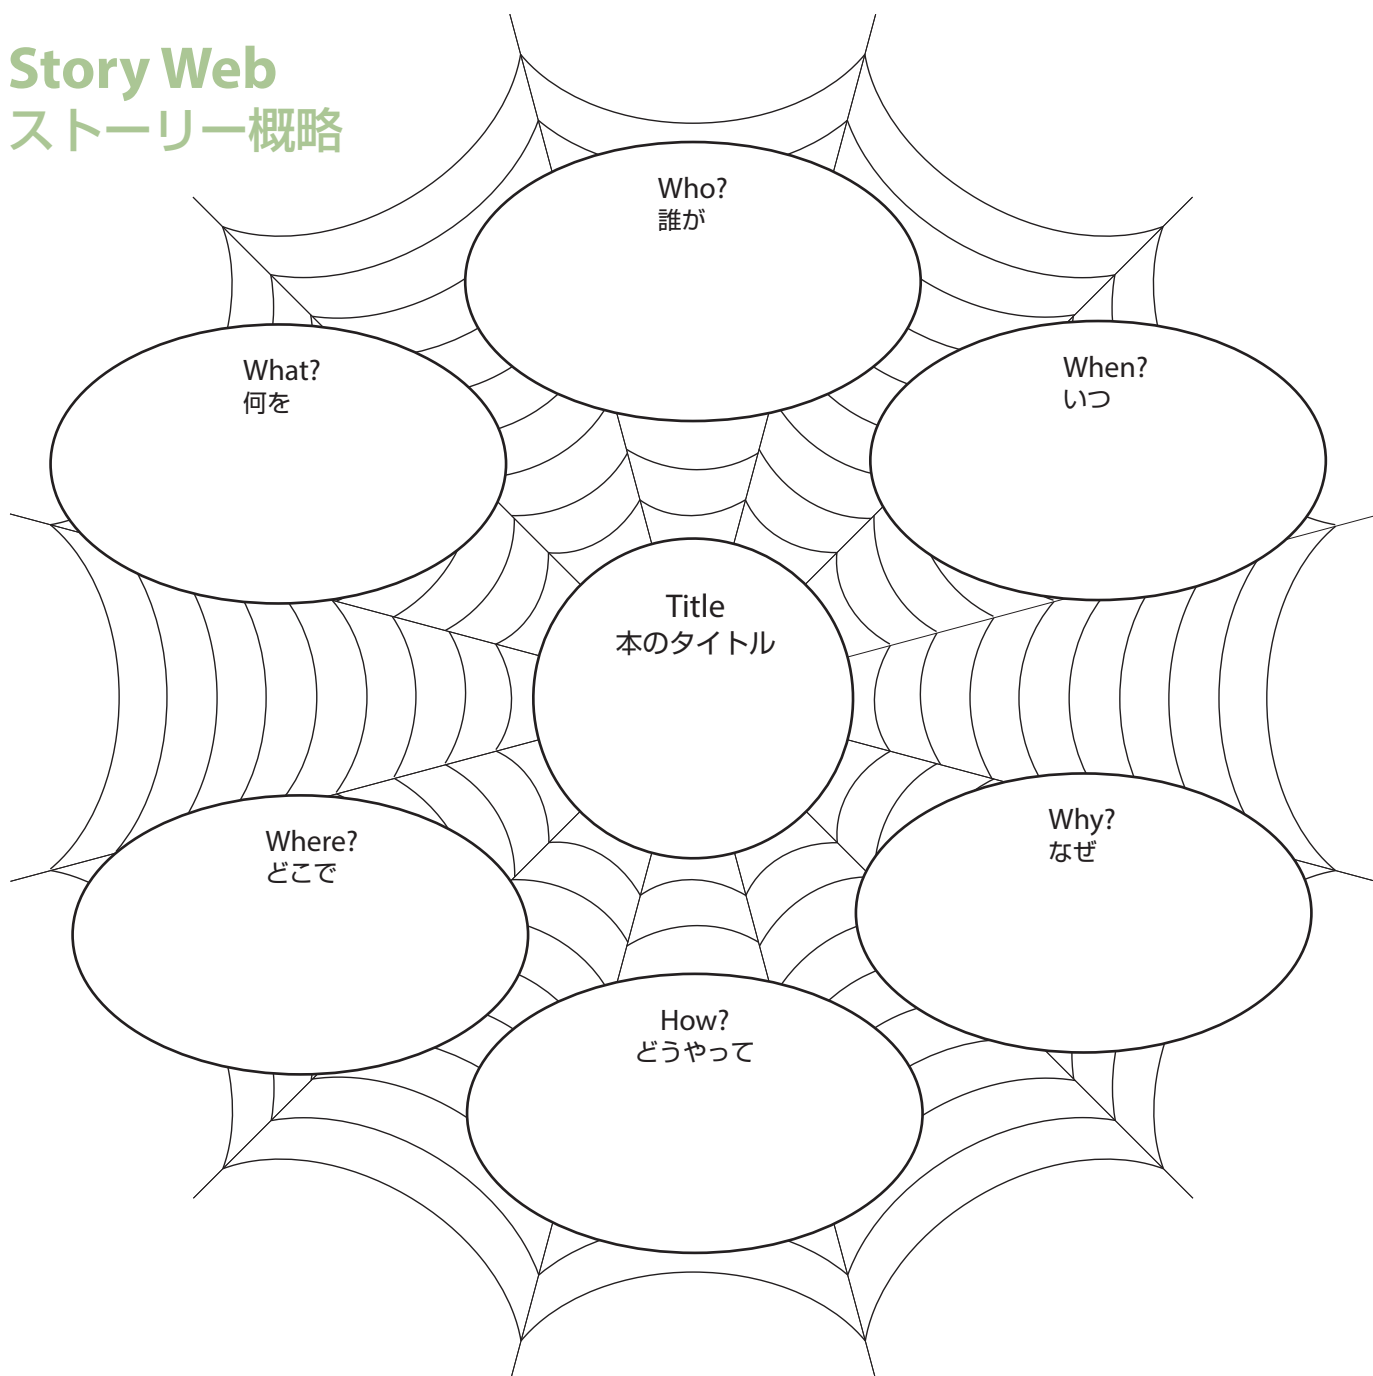 Story Web
ストーリー概略
Who?
誰が
What?
何を
When?
いつ
Title
本のタイトル
Where?
どこで
Why?
なぜ
How?
どうやって